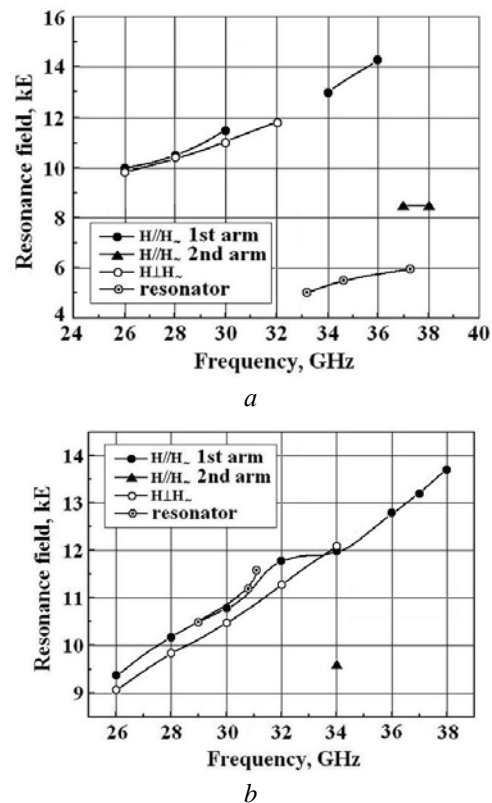 16
14
12
10
8
6
4
Resonance field, kE
H//H~ 1st arm
H//H~ 2nd arm
H⊥H~
resonator
24 26 28 30 32 34 36 38 40
Frequency, GHz
a
14
13
12
11
10
9
Resonance field, kE
H//H~ 1st arm
H//H~ 2nd arm
H⊥H~
resonator
26 28 30 32 34 36 38
Frequency, GHz
b